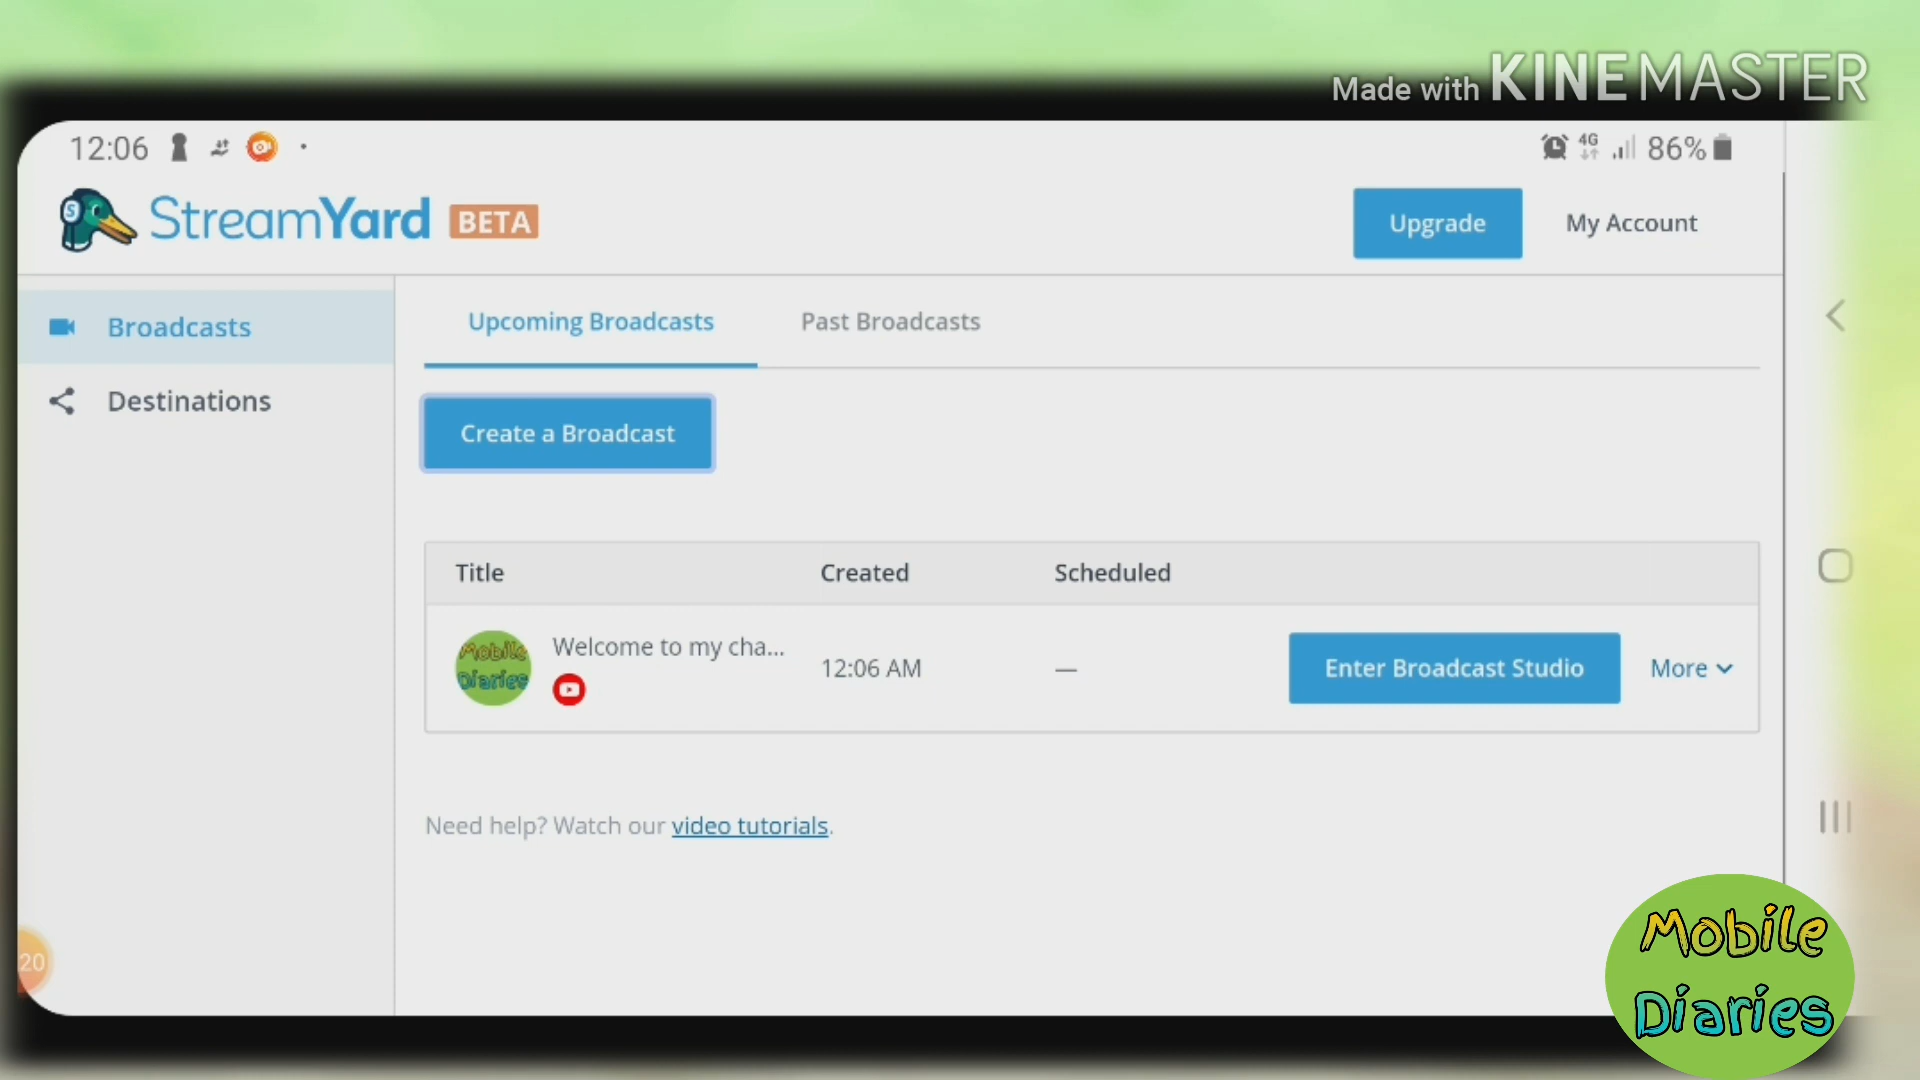 Made with KINEMASTER
12:06
4G
86%
StreamYard BETA
Upgrade
My Account
Broadcasts
Destinations
Upcoming Broadcasts
Past Broadcasts
Create a Broadcast
Title
Created
Scheduled
Mobile
Diaries
Welcome to my cha...
12:06 AM
—
Enter Broadcast Studio
More
Need help? Watch our video tutorials.
20
Mobile
Diaries